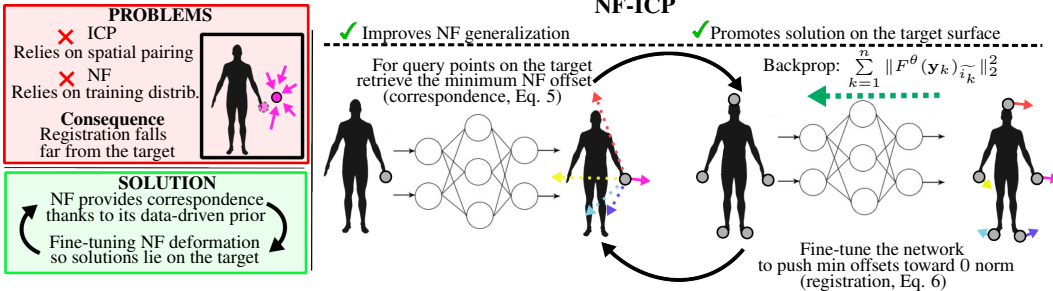 NF-ICP
PROBLEMS
✗ ICP
Relies on spatial pairing
✗ NF
Relies on training distrib.
Consequence
Registration falls
far from the target
SOLUTION
NF provides correspondence
thanks to its data-driven prior
Fine-tuning NF deformation
so solutions lie on the target
✓ Improves NF generalization
For query points on the target
retrieve the minimum NF offset
(correspondence, Eq. 5)
✓ Promotes solution on the target surface
Backprop: \sum_{k=1}^{n} \|F^{\theta}(\mathbf{y}_k)_{\widetilde{i_k}}\|_2^2
Fine-tune the network
to push min offsets toward 0 norm
(registration, Eq. 6)